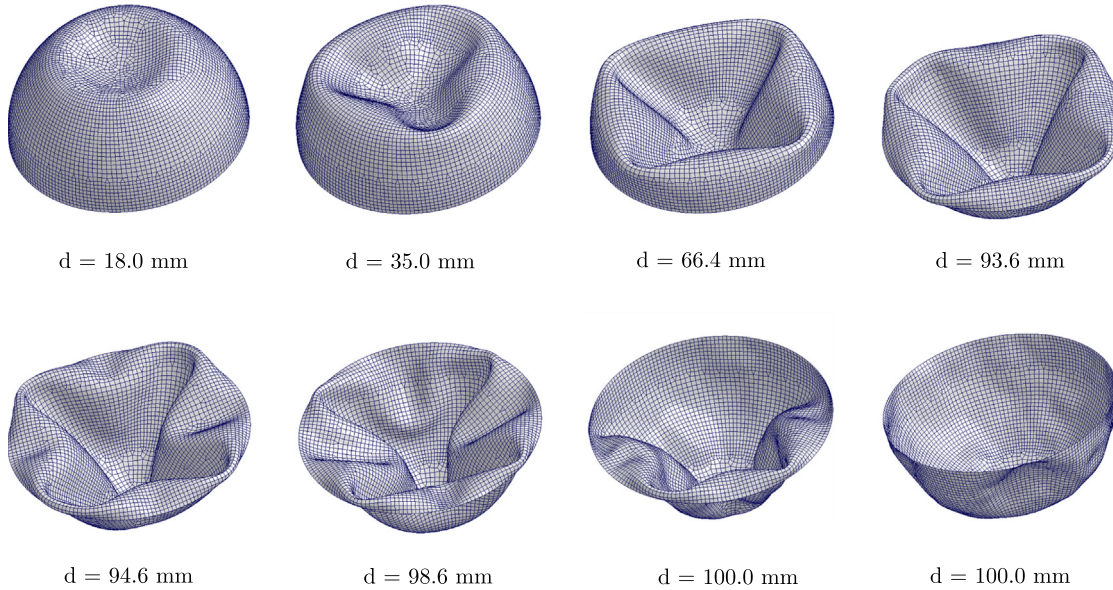 d = 18.0 mm
d = 35.0 mm
d = 66.4 mm
d = 93.6 mm
d = 94.6 mm
d = 98.6 mm
d = 100.0 mm
d = 100.0 mm